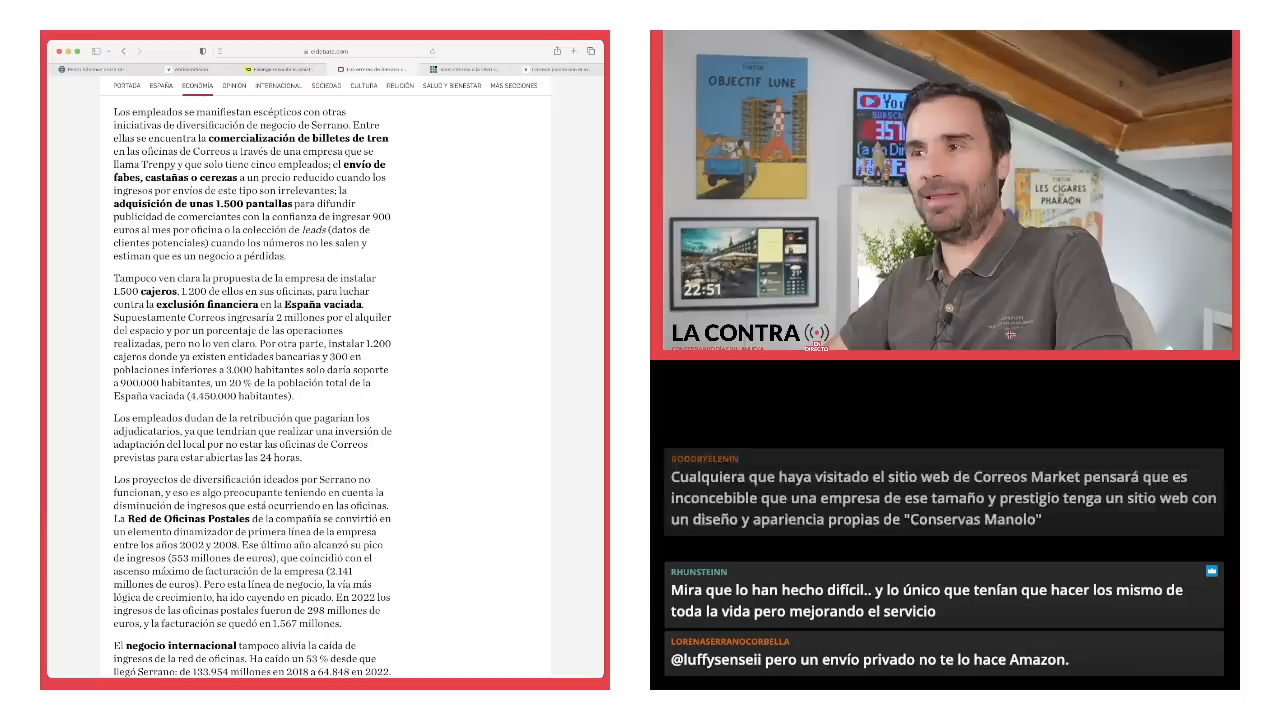 eldebate.com
PORTADA ESPAÑA ECONOMÍA OPINIÓN INTERNACIONAL SOCIEDAD CULTURA RELIGIÓN SALUD Y BIENESTAR MÁS SECCIONES
Los empleados se manifiestan escépticos con otras
iniciativas de diversificación de negocio de Serrano. Entre
ellas se encuentra la comercialización de billetes de tren
en las oficinas de Correos a través de una empresa que se
llama Trenpy y que solo tiene cinco empleados; el envío de
fabes, castañas o cerezas a un precio reducido cuando los
ingresos por envíos de este tipo son irrelevantes; la
adquisición de unas 1.500 pantallas para difundir
publicidad de comerciantes con la confianza de ingresar 900
euros al mes por oficina o la colección de leads (datos de
clientes potenciales) cuando los números no les salen y
estiman que es un negocio a pérdidas.
Tampoco ven clara la propuesta de la empresa de instalar
1.500 cajeros, 1.200 de ellos en sus oficinas, para luchar
contra la exclusión financiera en la España vaciada.
Supuestamente Correos ingresaría 2 millones por el alquiler
del espacio y por un porcentaje de las operaciones
realizadas, pero no lo ven claro. Por otra parte, instalar 1.200
cajeros donde ya existen entidades bancarias y 300 en
poblaciones inferiores a 3.000 habitantes solo daría soporte
a 900.000 habitantes, un 20 % de la población total de la
España vaciada (4.450.000 habitantes).
Los empleados dudan de la retribución que pagarían los
adjudicatarios, ya que tendrían que realizar una inversión de
adaptación del local por no estar las oficinas de Correos
previstas para estar abiertas las 24 horas.
Los proyectos de diversificación ideados por Serrano no
funcionan, y eso es algo preocupante teniendo en cuenta la
disminución de ingresos que está ocurriendo en las oficinas.
La Red de Oficinas Postales de la compañía se convirtió en
un elemento dinamizador de primera línea de la empresa
entre los años 2002 y 2008. Ese último año alcanzó su pico
de ingresos (553 millones de euros), que coincidió con el
ascenso máximo de facturación de la empresa (2.141
millones de euros). Pero esta línea de negocio, la vía más
lógica de crecimiento, ha ido cayendo en picado. En 2022 los
ingresos de las oficinas postales fueron de 298 millones de
euros, y la facturación se quedó en 1.567 millones.
El negocio internacional tampoco alivia la caída de
ingresos de la red de oficinas. Ha caído un 53 % desde que
llegó Serrano: de 133.954 millones en 2018 a 64.848 en 2022.
TINTIN
OBJECTIF LUNE
You
357
TINTIN
LES CIGARES
PHARAON
22:51
21°
LA CONTRA
EN
DIRECTO
GOODBYELENIN
Cualquiera que haya visitado el sitio web de Correos Market pensará que es
inconcebible que una empresa de ese tamaño y prestigio tenga un sitio web con
un diseño y apariencia propias de "Conservas Manolo"
RHUNSTEINN
Mira que lo han hecho difícil.. y lo único que tenían que hacer los mismo de
toda la vida pero mejorando el servicio
LORENASERRANOCORBELLA
@luffysenseii pero un envío privado no te lo hace Amazon.